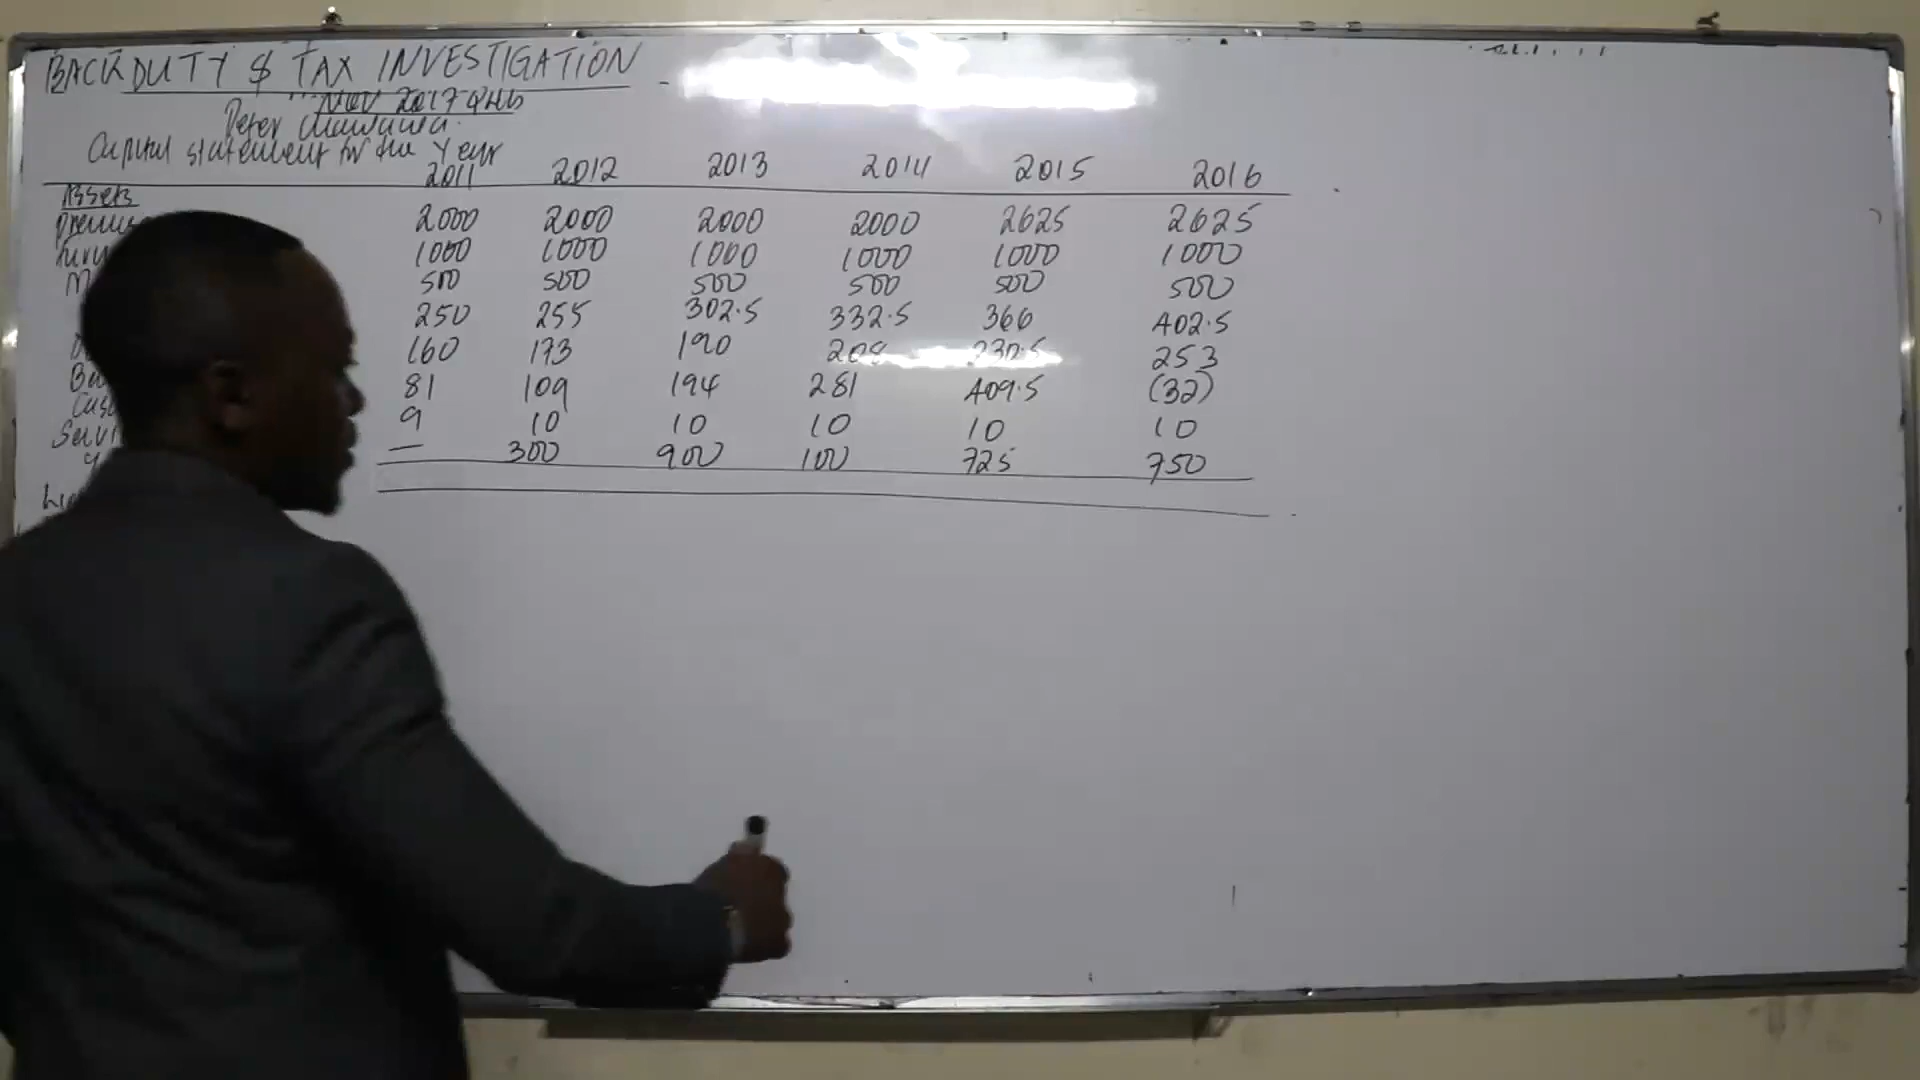 BACKDUTY $ TAX INVESTIGATION
NOV 2017 Q4b
Peter
Capital statement for the Year
2011 2012 2013 2014 2015 2016
Assets
2000 2000 2000 2000 2625 2625
1000 1000 1000 1000 1000 1000
500 500 500 500 500 500
250 255 302.5 332.5 366 402.5
160 173 190 253
81 109 194 281 409.5 (32)
9 10 10 10 10 10
— 300 900 100 725 750